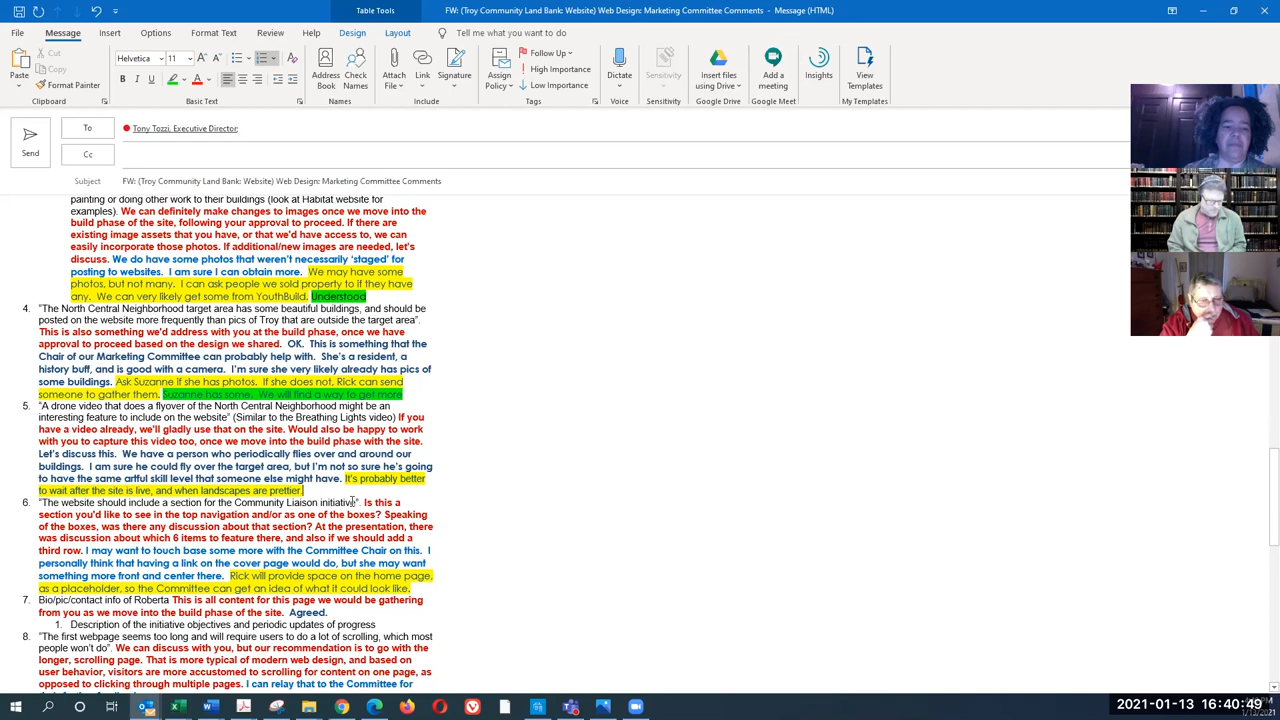 Table Tools
FW: (Troy Community Land Bank: Website) Web Design: Marketing Committee Comments - Message (HTML)
File Message Insert Options Format Text Review Help Design Layout Tell me what you want to do
Paste Cut Copy Format Painter
Helvetica 11
B I U
Address Book Check Names
Attach File Link Signature
Assign Policy Follow Up High Importance Low Importance
Dictate Sensitivity
Insert files using Drive Add a meeting Insights View Templates
Clipboard Basic Text Names Include Tags Voice Sensitivity Google Drive Google Meet My Templates
Send
To Tony Tozzi, Executive Director;
Cc
Subject FW: (Troy Community Land Bank: Website) Web Design: Marketing Committee Comments
painting or doing other work to their buildings (look at Habitat website for
examples). We can definitely make changes to images once we move into the
build phase of the site, following your approval to proceed. If there are
existing image assets that you have, or that we'd have access to, we can
easily incorporate those photos. If additional/new images are needed, let's
discuss. We do have some photos that weren't necessarily 'staged' for
posting to websites. I am sure I can obtain more. We may have some
photos, but not many. I can ask people we sold property to if they have
any. We can very likely get some from YouthBuild. Understood
4. "The North Central Neighborhood target area has some beautiful buildings, and should be
posted on the website more frequently than pics of Troy that are outside the target area".
This is also something we'd address with you at the build phase, once we have
approval to proceed based on the design we shared. OK. This is something that the
Chair of our Marketing Committee can probably help with. She's a resident, a
history buff, and is good with a camera. I'm sure she very likely already has pics of
some buildings. Ask Suzanne if she has photos. If she does not, Rick can send
someone to gather them. Suzanne has some. We will find a way to get more
5. "A drone video that does a flyover of the North Central Neighborhood might be an
interesting feature to include on the website" (Similar to the Breathing Lights video) If you
have a video already, we'll gladly use that on the site. Would also be happy to work
with you to capture this video too, once we move into the build phase with the site.
Let's discuss this. We have a person who periodically flies over and around our
buildings. I am sure he could fly over the target area, but I'm not so sure he's going
to have the same artful skill level that someone else might have. It's probably better
to wait after the site is live, and when landscapes are prettier.
6. "The website should include a section for the Community Liaison initiative". Is this a
section you'd like to see in the top navigation and/or as one of the boxes? Speaking
of the boxes, was there any discussion about that section? At the presentation, there
was discussion about which 6 items to feature there, and also if we should add a
third row. I may want to touch base some more with the Committee Chair on this. I
personally think that having a link on the cover page would do, but she may want
something more front and center there. Rick will provide space on the home page,
as a placeholder, so the Committee can get an idea of what it could look like.
7. Bio/pic/contact info of Roberta This is all content for this page we would be gathering
from you as we move into the build phase of the site. Agreed.
1. Description of the initiative objectives and periodic updates of progress
8. "The first webpage seems too long and will require users to do a lot of scrolling, which most
people won't do". We can discuss with you, but our recommendation is to go with the
longer, scrolling page. That is more typical of modern web design, and based on
user behavior, visitors are more accustomed to scrolling for content on one page, as
opposed to clicking through multiple pages. I can relay that to the Committee for
2021-01-13 16:40:49
1/13/2021